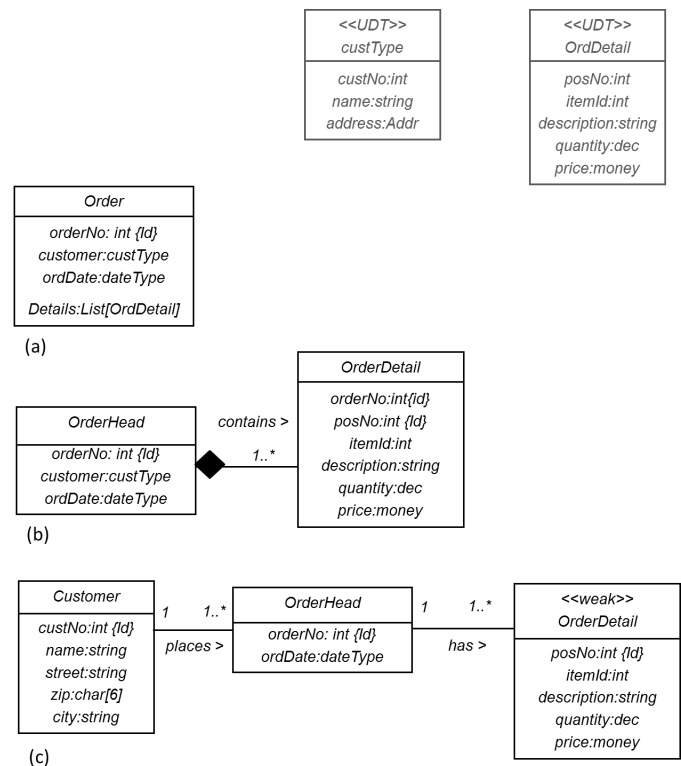 <<UDT>>
custType
custNo:int
name:string
address:Addr
<<UDT>>
OrdDetail
posNo:int
itemId:int
description:string
quantity:dec
price:money
Order
orderNo: int {Id}
customer:custType
ordDate:dateType
Details:List[OrdDetail]
(a)
OrderHead
orderNo: int {Id}
customer:custType
ordDate:dateType
contains >
1..*
OrderDetail
orderNo:int{id}
posNo:int {Id}
itemId:int
description:string
quantity:dec
price:money
(b)
Customer
custNo:int {Id}
name:string
street:string
zip:char[6]
city:string
1
1..*
places >
OrderHead
orderNo: int {Id}
ordDate:dateType
1
1..*
has >
<<weak>>
OrderDetail
posNo:int {Id}
itemId:int
description:string
quantity:dec
price:money
(c)